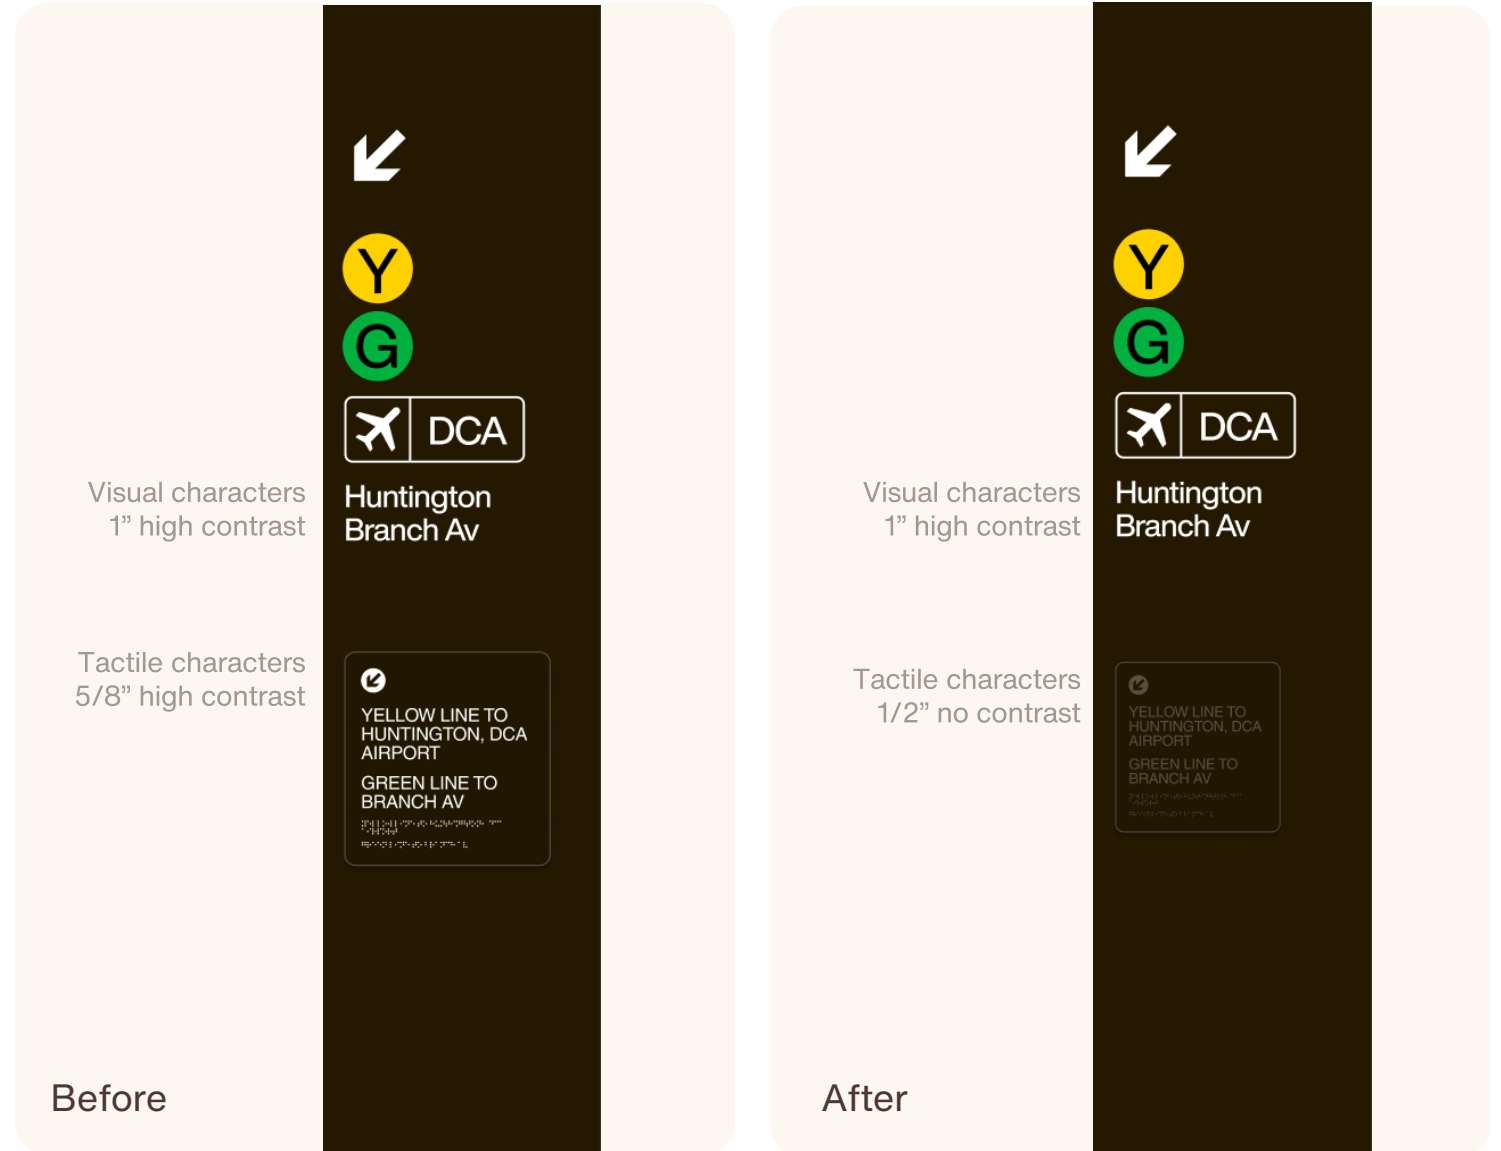 Y
G
DCA
Visual characters
1” high contrast
Huntington
Branch Av
Tactile characters
5/8” high contrast
YELLOW LINE TO
HUNTINGTON, DCA
AIRPORT
GREEN LINE TO
BRANCH AV
Before
Y
G
DCA
Visual characters
1” high contrast
Huntington
Branch Av
Tactile characters
1/2” no contrast
YELLOW LINE TO
HUNTINGTON, DCA
AIRPORT
GREEN LINE TO
BRANCH AV
After